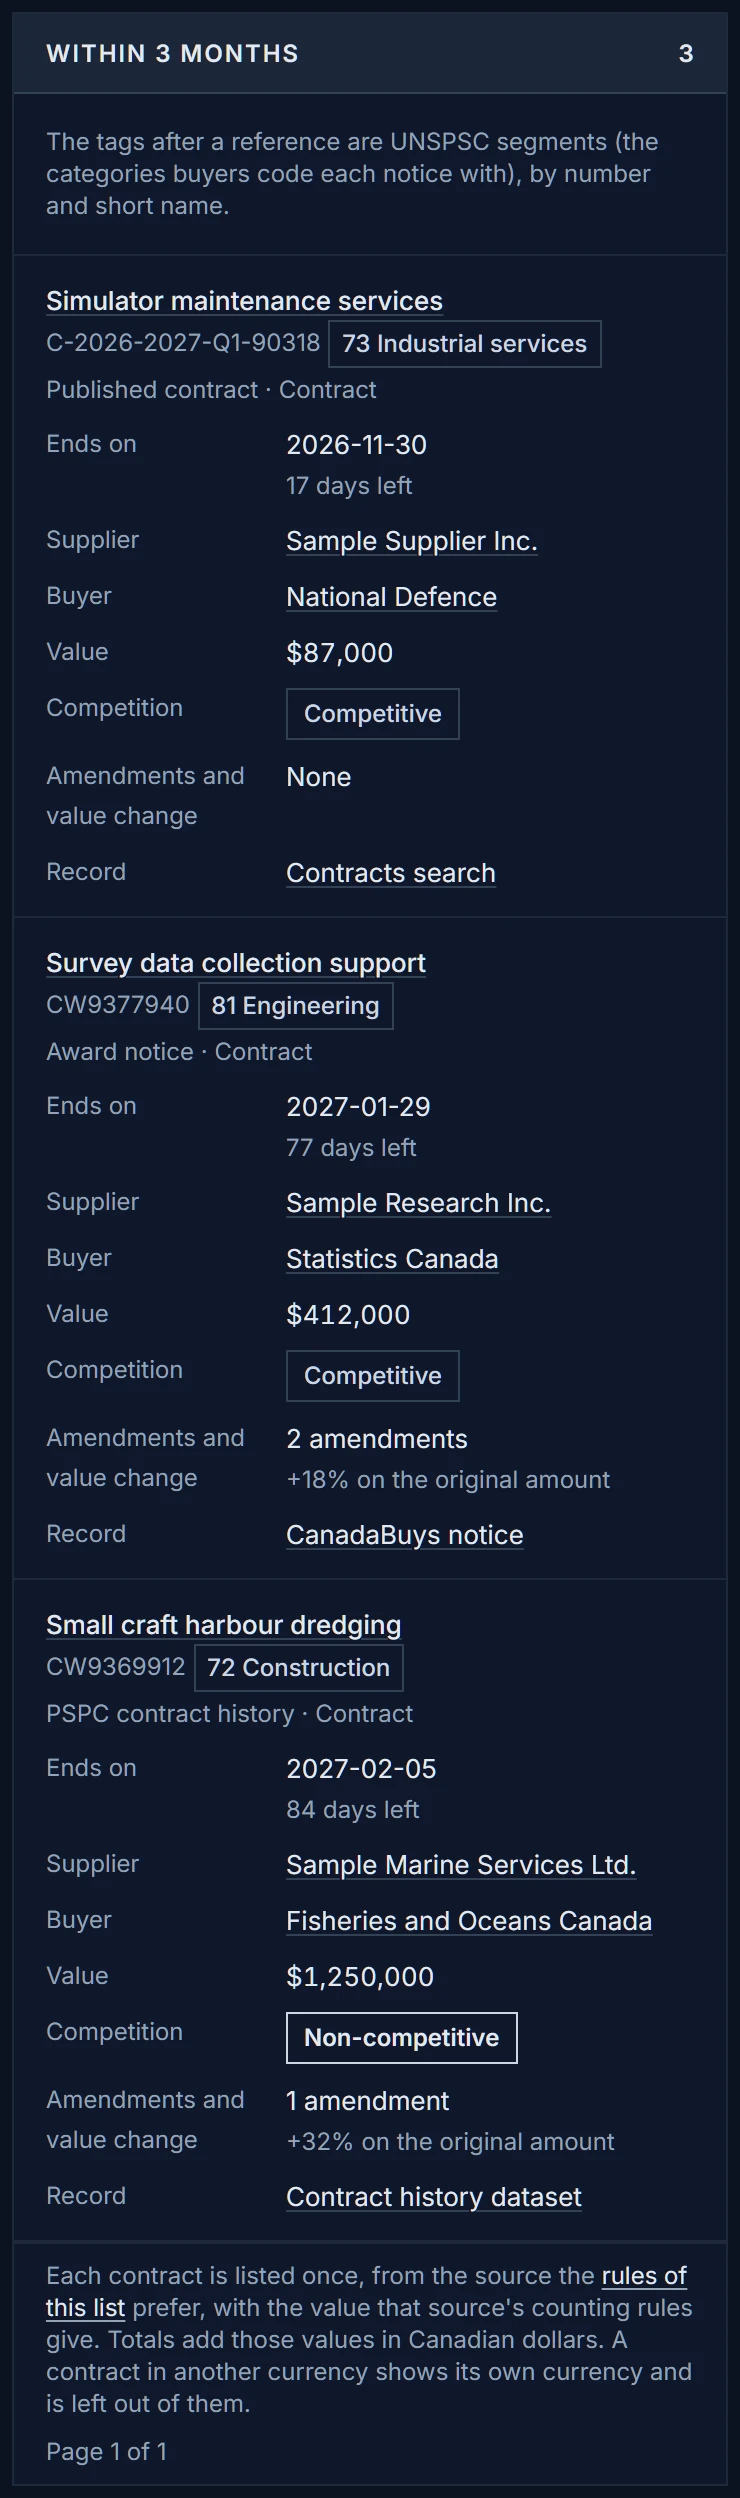 WITHIN 3 MONTHS 3
The tags after a reference are UNSPSC segments (the
categories buyers code each notice with), by number
and short name.
Simulator maintenance services
C-2026-2027-Q1-90318 73 Industrial services
Published contract · Contract
Ends on 2026-11-30
17 days left
Supplier Sample Supplier Inc.
Buyer National Defence
Value $87,000
Competition Competitive
Amendments and None
value change
Record Contracts search
Survey data collection support
CW9377940 81 Engineering
Award notice · Contract
Ends on 2027-01-29
77 days left
Supplier Sample Research Inc.
Buyer Statistics Canada
Value $412,000
Competition Competitive
Amendments and 2 amendments
value change +18% on the original amount
Record CanadaBuys notice
Small craft harbour dredging
CW9369912 72 Construction
PSPC contract history · Contract
Ends on 2027-02-05
84 days left
Supplier Sample Marine Services Ltd.
Buyer Fisheries and Oceans Canada
Value $1,250,000
Competition Non-competitive
Amendments and 1 amendment
value change +32% on the original amount
Record Contract history dataset
Each contract is listed once, from the source the rules of
this list prefer, with the value that source's counting rules
give. Totals add those values in Canadian dollars. A
contract in another currency shows its own currency and
is left out of them.
Page 1 of 1